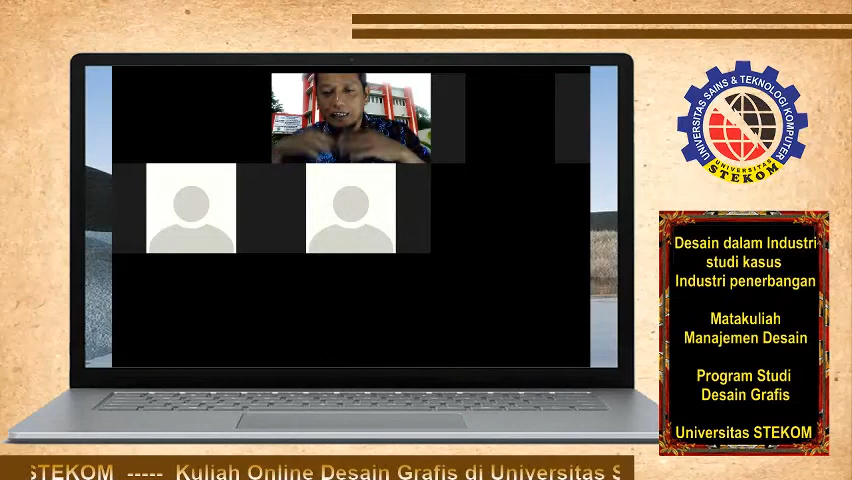 UNIVERSITAS SAINS & TEKNOLOGI KOMPUTER
UNIVERSITAS
STEKOM
Desain dalam Industri
studi kasus
Industri penerbangan
Matakuliah
Manajemen Desain
Program Studi
Desain Grafis
Universitas STEKOM
STEKOM ----- Kuliah Online Desain Grafis di Universitas S